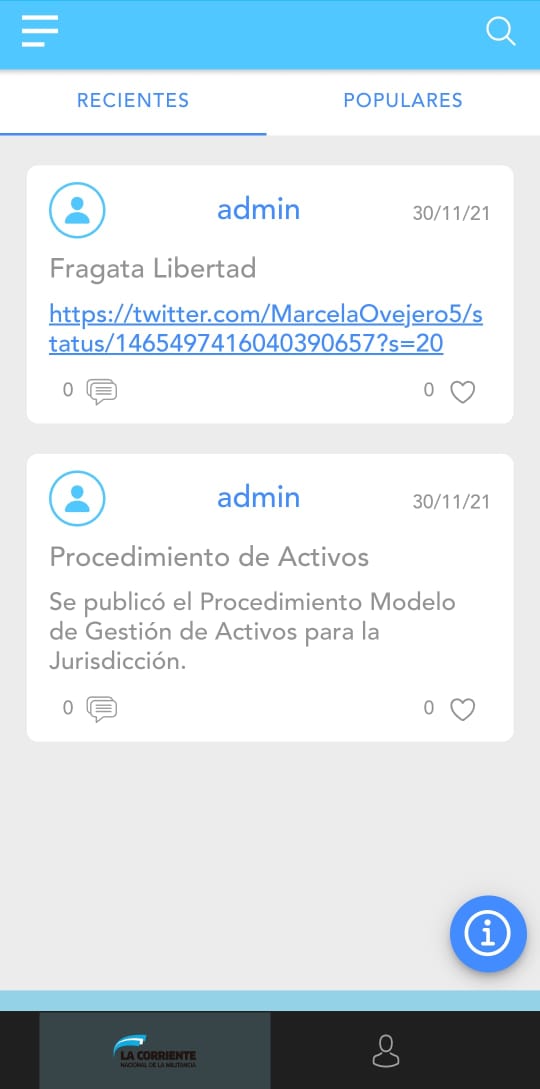 RECIENTES POPULARES
admin 30/11/21
Fragata Libertad
https://twitter.com/MarcelaOvejero5/s
tatus/1465497416040390657?s=20
0 0
admin 30/11/21
Procedimiento de Activos
Se publicó el Procedimiento Modelo
de Gestión de Activos para la
Jurisdicción.
0 0
i
LA CORRIENTE
NACIONAL DE LA MILITANCIA